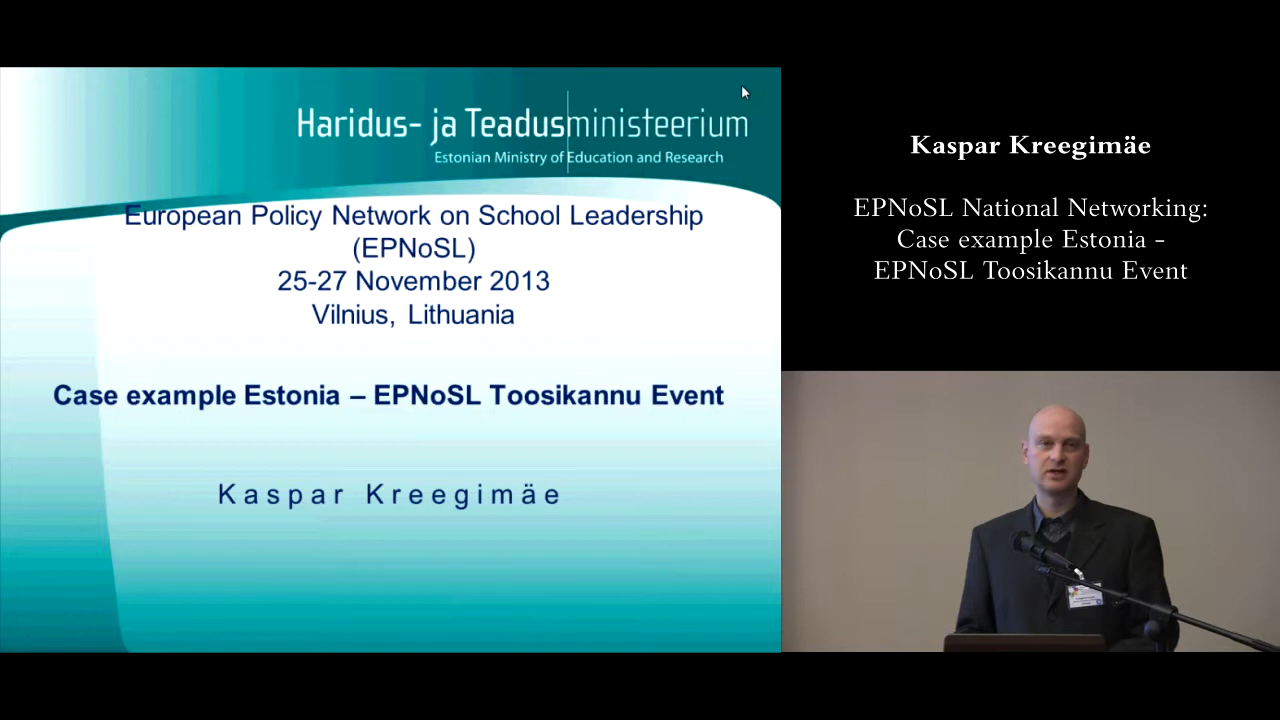 Haridus- ja Teadusministeerium
Estonian Ministry of Education and Research
European Policy Network on School Leadership
(EPNoSL)
25-27 November 2013
Vilnius, Lithuania
Case example Estonia – EPNoSL Toosikannu Event
Kaspar Kreegimäe
Kaspar Kreegimäe
EPNoSL National Networking:
Case example Estonia -
EPNoSL Toosikannu Event